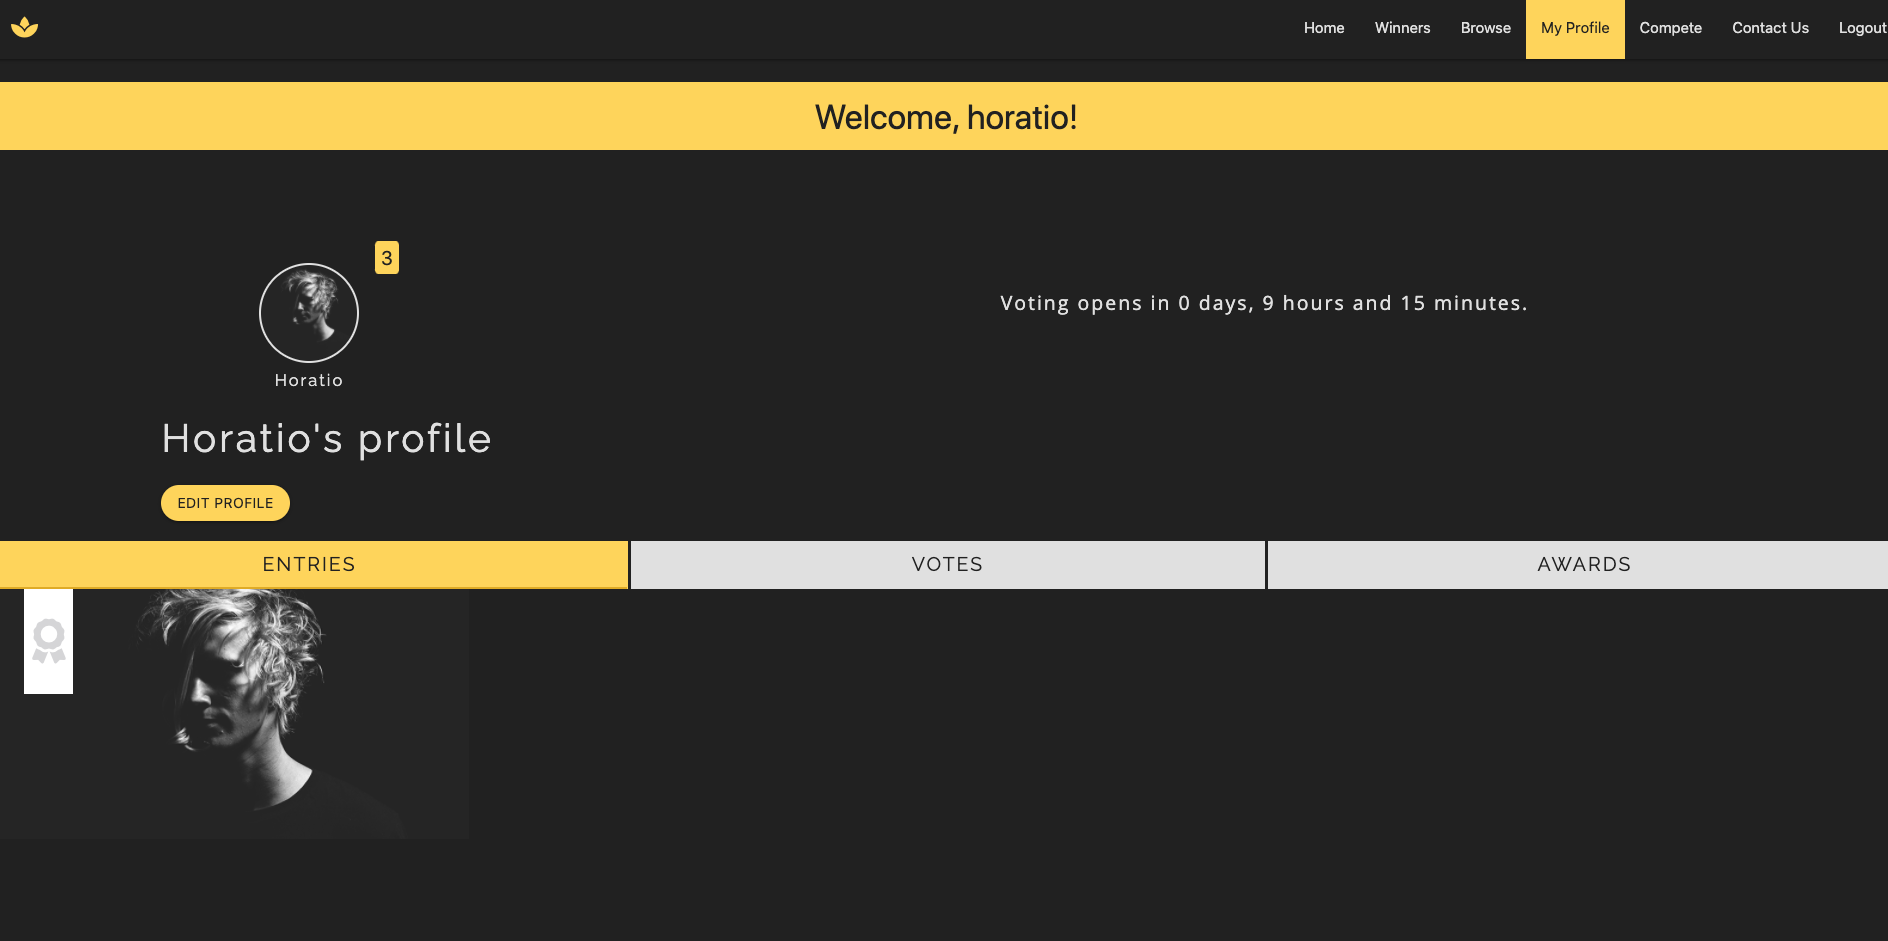 Home Winners Browse My Profile Compete Contact Us Logout
Welcome, horatio!
3
Voting opens in 0 days, 9 hours and 15 minutes.
Horatio
Horatio's profile
EDIT PROFILE
ENTRIES VOTES AWARDS